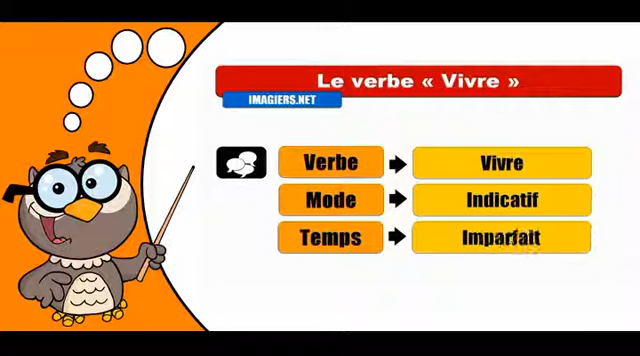 Le verbe « Vivre »
IMAGIERS.NET
Verbe Vivre
Mode Indicatif
Temps Imparfait